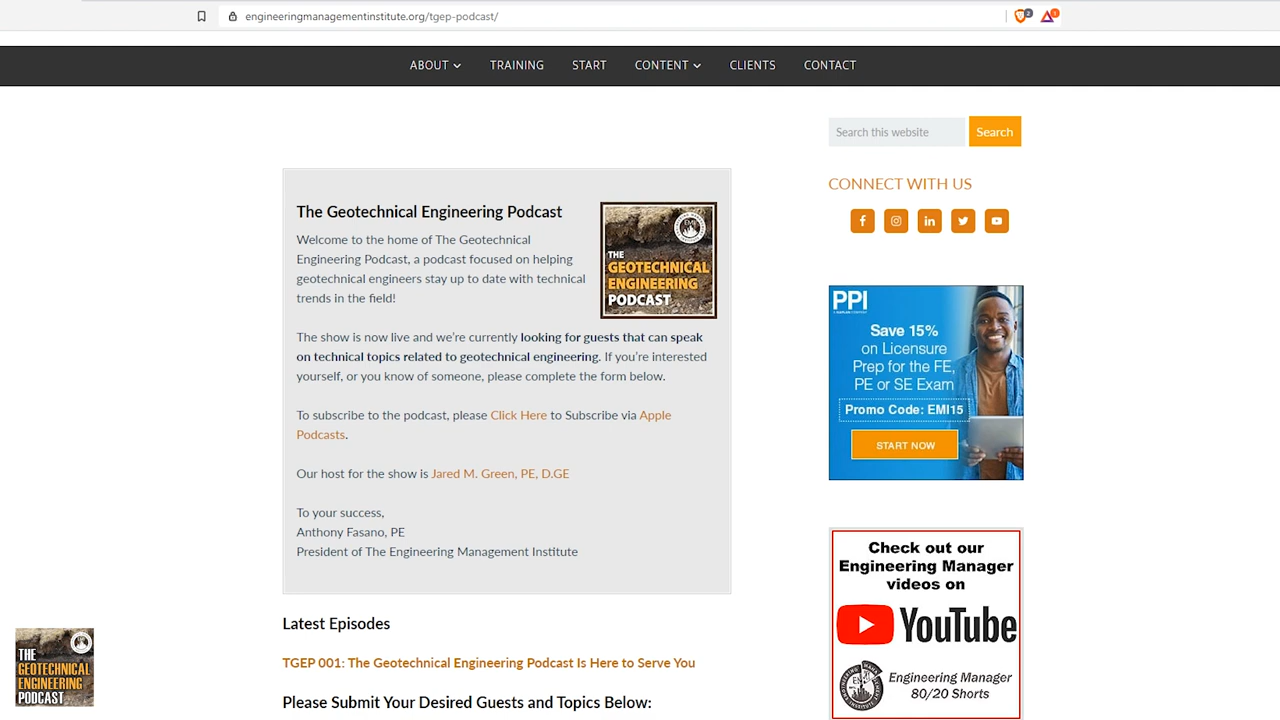 engineeringmanagementinstitute.org/tgep-podcast/
2
1
ABOUT TRAINING START CONTENT CLIENTS CONTACT
Search this website Search
CONNECT WITH US
The Geotechnical Engineering Podcast
Welcome to the home of The Geotechnical
Engineering Podcast, a podcast focused on helping
geotechnical engineers stay up to date with technical
trends in the field!
THE
GEOTECHNICAL
ENGINEERING
PODCAST
The show is now live and we're currently looking for guests that can speak
on technical topics related to geotechnical engineering. If you're interested
yourself, or you know of someone, please complete the form below.
To subscribe to the podcast, please Click Here to Subscribe via Apple
Podcasts.
Our host for the show is Jared M. Green, PE, D.GE
To your success,
Anthony Fasano, PE
President of The Engineering Management Institute
Latest Episodes
TGEP 001: The Geotechnical Engineering Podcast Is Here to Serve You
Please Submit Your Desired Guests and Topics Below:
PPI
Save 15%
on Licensure
Prep for the FE,
PE or SE Exam
Promo Code: EMI15
START NOW
Check out our
Engineering Manager
videos on
YouTube
Engineering Manager
80/20 Shorts
THE
GEOTECHNICAL
ENGINEERING
PODCAST